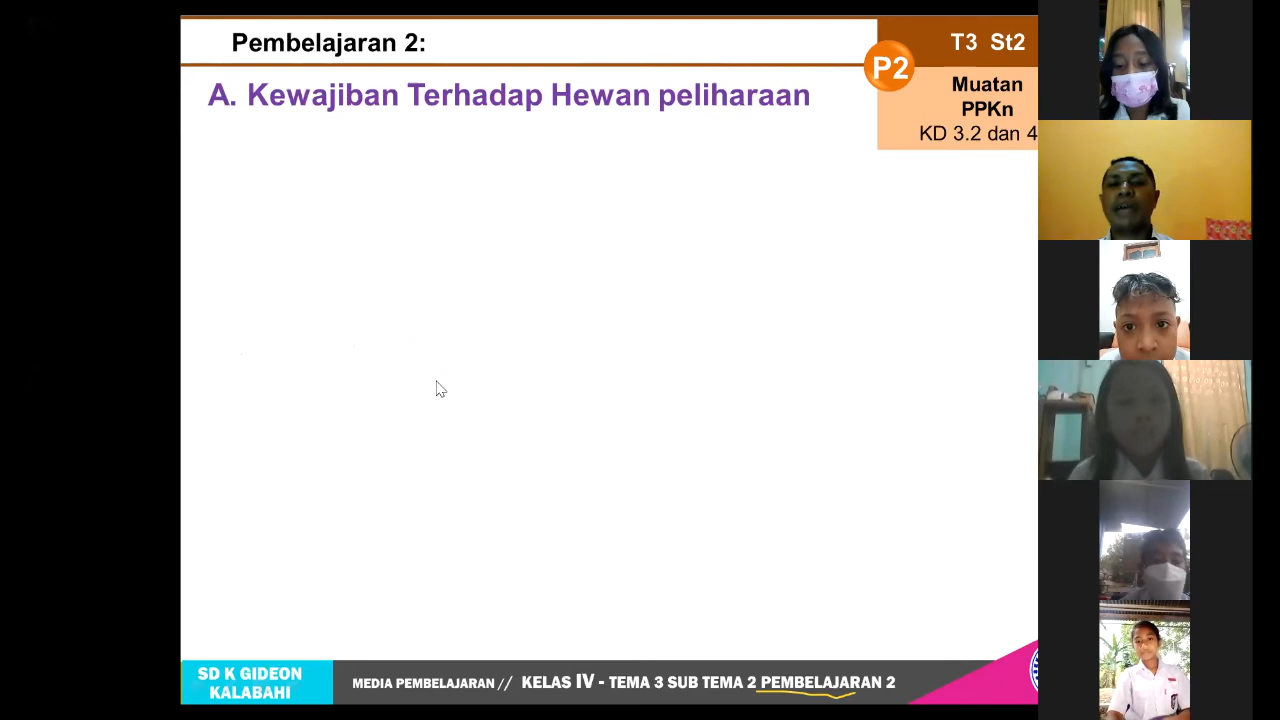 Pembelajaran 2:
T3 St2
P2
A. Kewajiban Terhadap Hewan peliharaan
Muatan
PPKn
KD 3.2 dan 4
SD K GIDEON
KALABAHI
MEDIA PEMBELAJARAN // KELAS IV - TEMA 3 SUB TEMA 2 PEMBELAJARAN 2